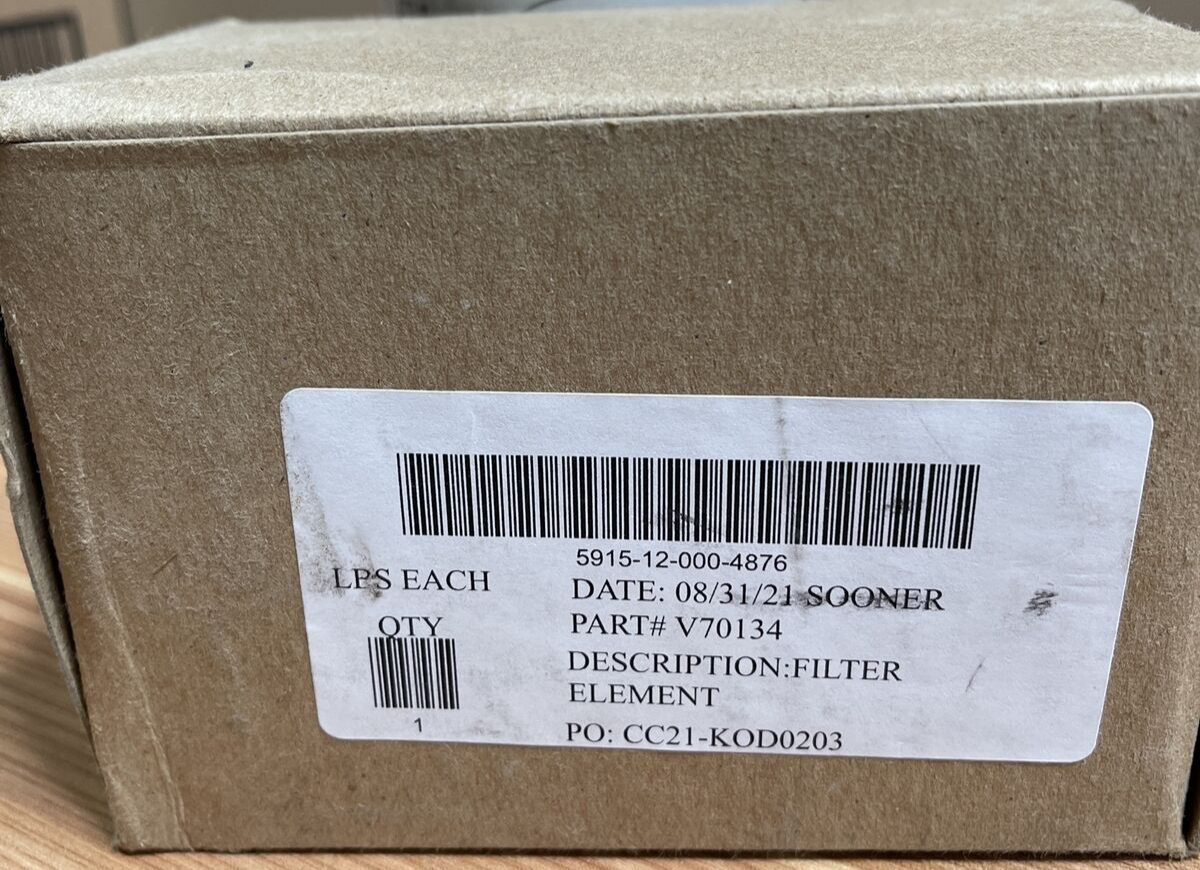 5915-12-000-4876
LPS EACH
DATE: 08/31/21 SOONER
PART# V70134
QTY
DESCRIPTION:FILTER
ELEMENT
1
PO: CC21-KOD0203